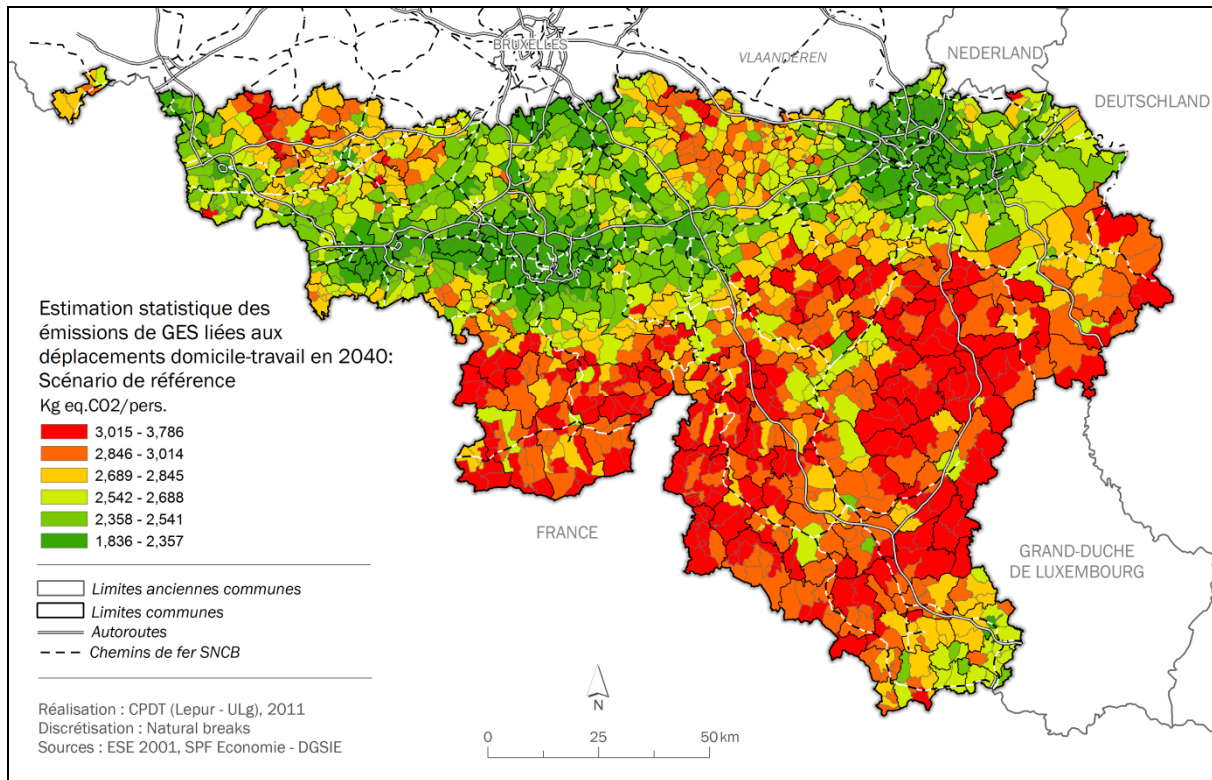 BRUXELLES
VLAANDEREN
NEDERLAND
DEUTSCHLAND
Estimation statistique des
émissions de GES liées aux
déplacements domicile-travail en 2040:
Scénario de référence
Kg eq.CO2/pers.
3,015 - 3,786
2,846 - 3,014
2,689 - 2,845
2,542 - 2,688
2,358 - 2,541
1,836 - 2,357
FRANCE
GRAND-DUCHE
DE LUXEMBOURG
Limites anciennes communes
Limites communes
Autoroutes
Chemins de fer SNCB
Réalisation : CPDT (Lepur - ULg), 2011
Discrétisation : Natural breaks
Sources : ESE 2001, SPF Economie - DGSIE
N
0 25 50 km